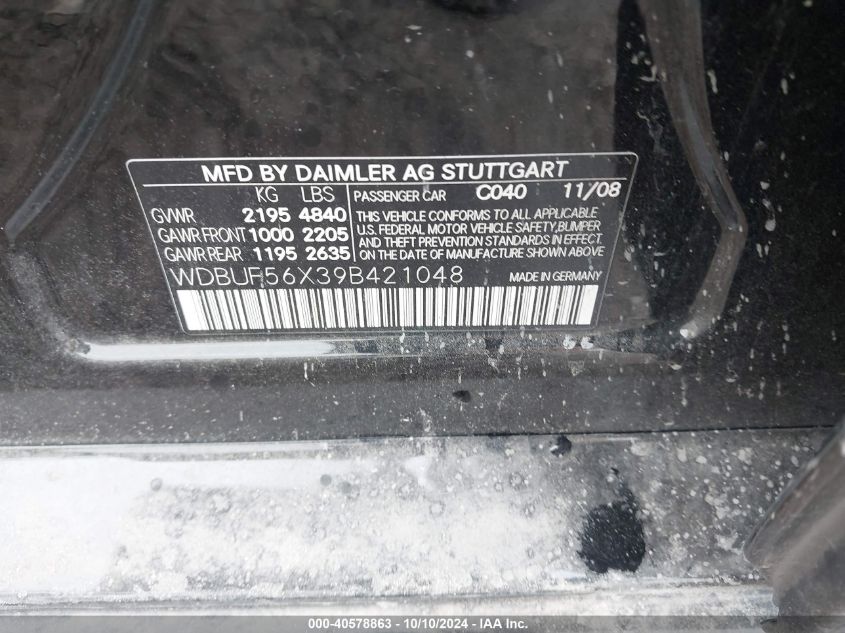 MFD BY DAIMLER AG STUTTGART
KG LBS PASSENGER CAR C040 11/08
GVWR 2195 4840 THIS VEHICLE CONFORMS TO ALL APPLICABLE
GAWR FRONT 1000 2205 U.S. FEDERAL MOTOR VEHICLE SAFETY,BUMPER
AND THEFT PREVENTION STANDARDS IN EFFECT
GAWR REAR 1195 2635 ON THE DATE OF MANUFACTURE SHOWN ABOVE.
WDBUF56X39B421048 MADE IN GERMANY
000-40578863 - 10/10/2024 - IAA Inc.